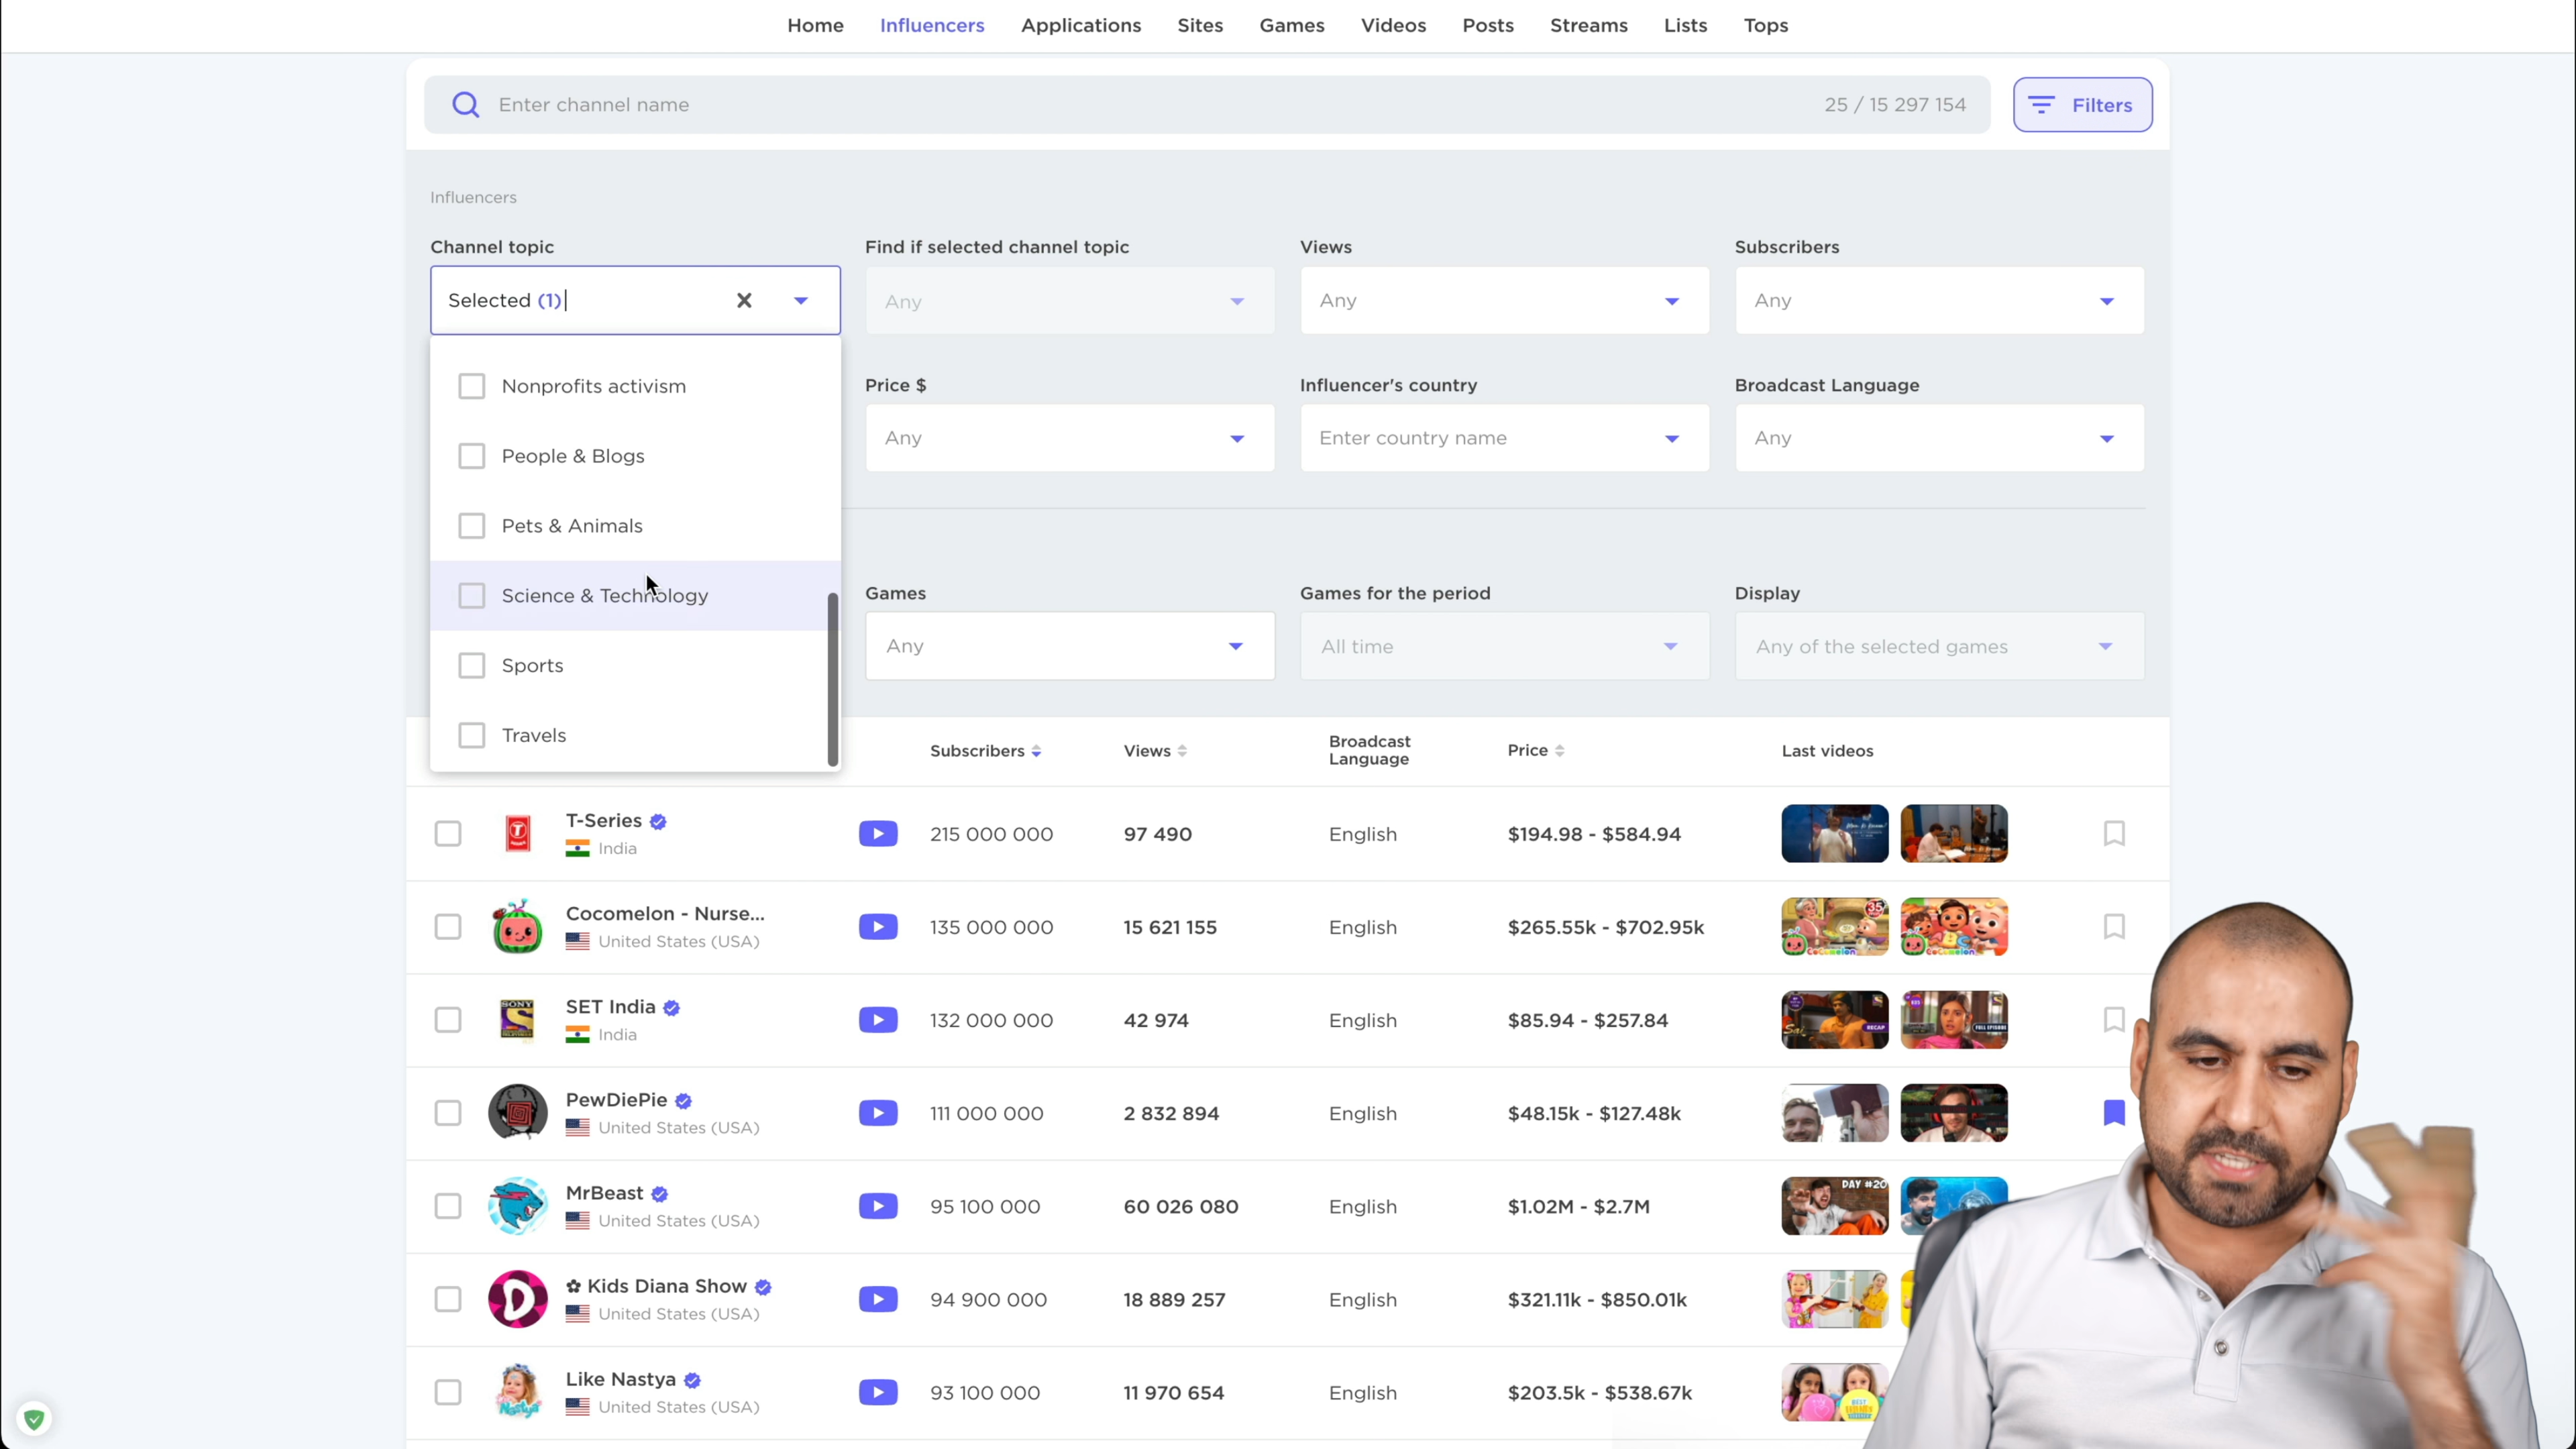 Home Influencers Applications Sites Games Videos Posts Streams Lists Tops
Enter channel name 25 / 15 297 154 Filters
Influencers
Channel topic Find if selected channel topic Views Subscribers
Selected (1) Any Any Any
Nonprofits activism
Price $ Influencer's country Broadcast Language
People & Blogs
Any Enter country name Any
Pets & Animals
Science & Technology
Games Games for the period Display
Sports
Any All time Any of the selected games
Travels
Subscribers Views Broadcast Language Price Last videos
T-Series
India
215 000 000 97 490 English $194.98 - $584.94
Cocomelon - Nurse...
United States (USA)
135 000 000 15 621 155 English $265.55k - $702.95k
SET India
India
132 000 000 42 974 English $85.94 - $257.84
PewDiePie
United States (USA)
111 000 000 2 832 894 English $48.15k - $127.48k
MrBeast
United States (USA)
95 100 000 60 026 080 English $1.02M - $2.7M
DAY #20
✿ Kids Diana Show
United States (USA)
94 900 000 18 889 257 English $321.11k - $850.01k
Like Nastya
United States (USA)
93 100 000 11 970 654 English $203.5k - $538.67k